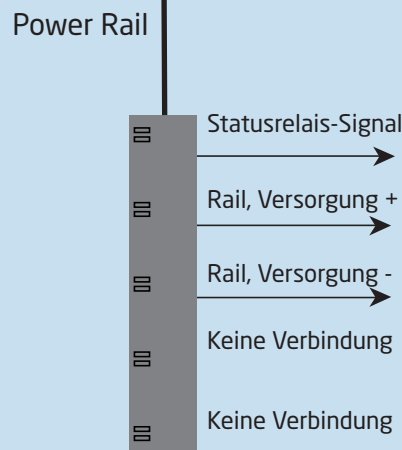 Power Rail
Statusrelais-Signal
Rail, Versorgung +
Rail, Versorgung -
Keine Verbindung
Keine Verbindung